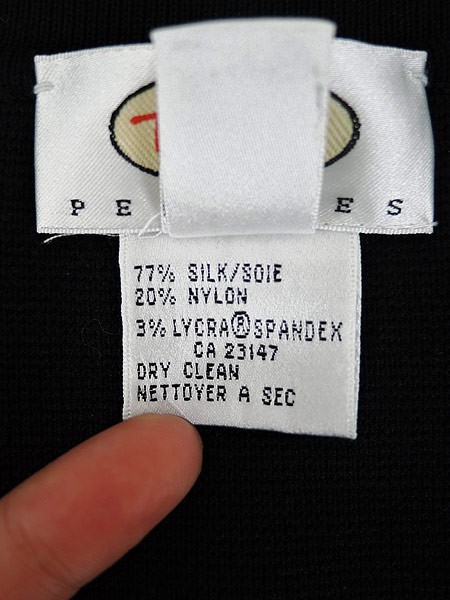 P E E S
77% SILK/SOIE
20% NYLON
3% LYCRA®SPANDEX
CA 23147
DRY CLEAN
NETTOYER A SEC